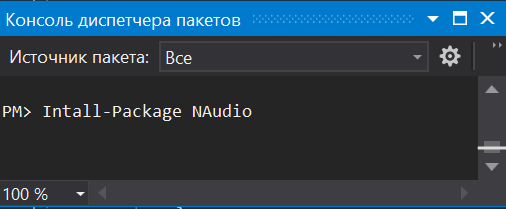 Консоль диспетчера пакетов
Источник пакета: Все
PM> Intall-Package NAudio
100 %